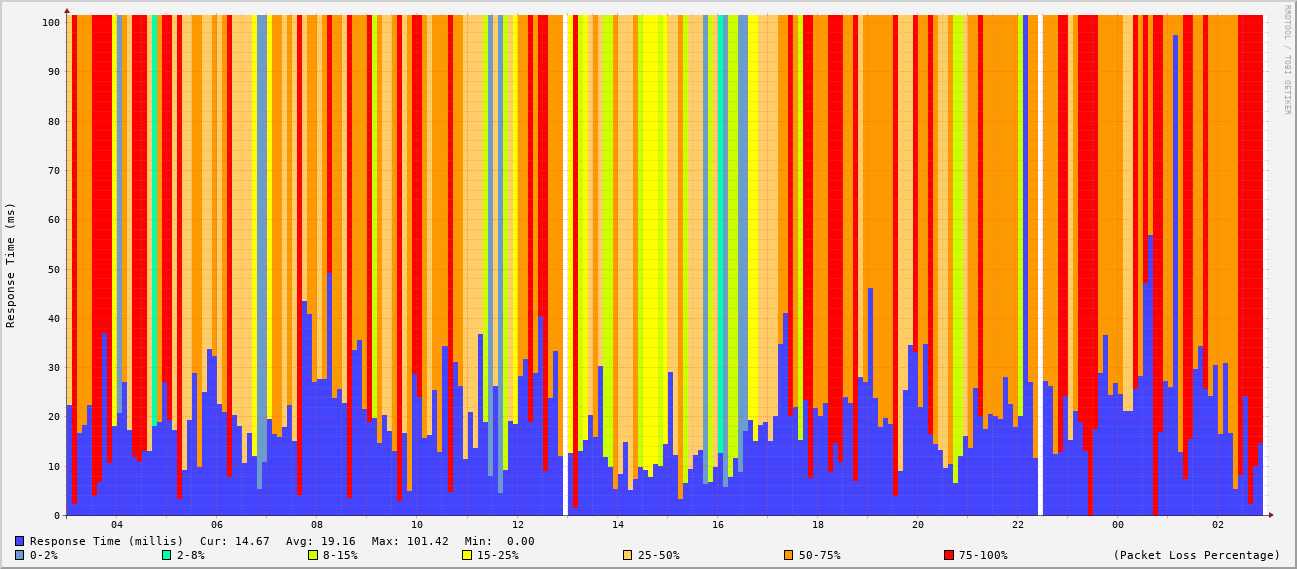 RRDTOOL / TOBI OETIKER
Response Time (ms)
100
90
80
70
60
50
40
30
20
10
0
04 06 08 10 12 14 16 18 20 22 00 02
Response Time (millis) Cur: 14.67 Avg: 19.16 Max: 101.42 Min: 0.00
0-2% 2-8% 8-15% 15-25% 25-50% 50-75% 75-100% (Packet Loss Percentage)